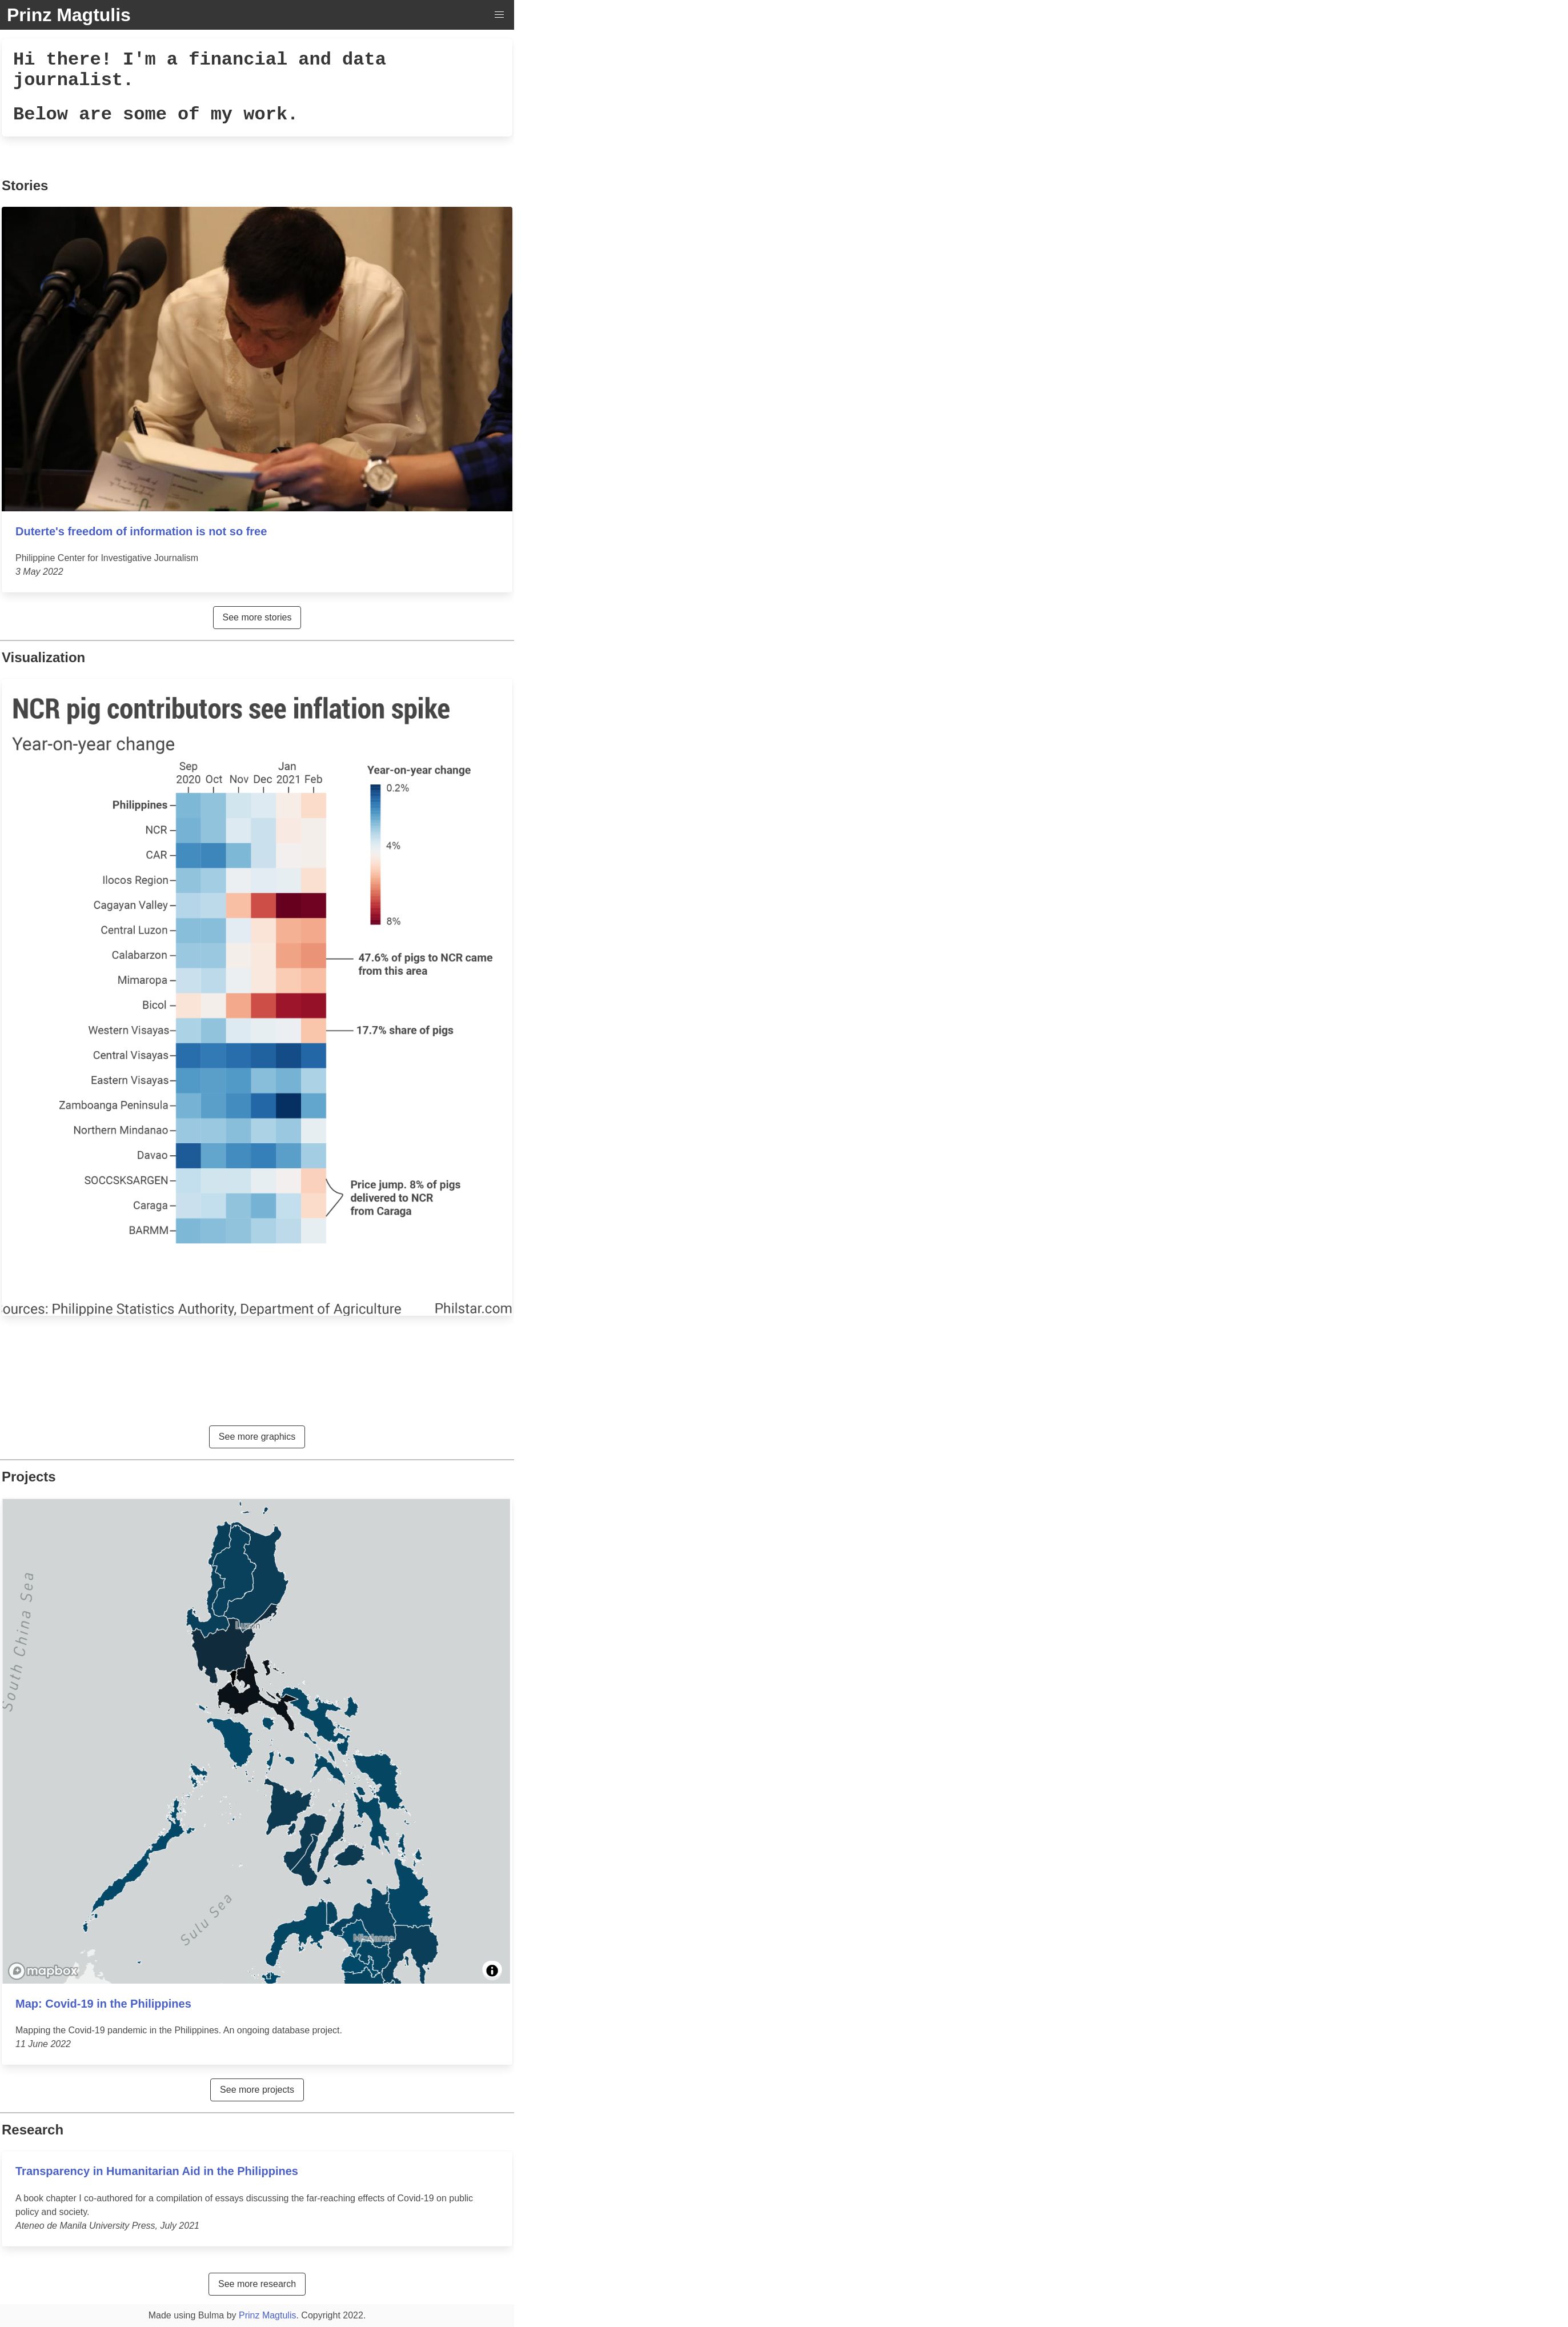 Prinz Magtulis
Hi there! I'm a financial and data
journalist.
Below are some of my work.
Stories
Duterte's freedom of information is not so free
Philippine Center for Investigative Journalism
3 May 2022
See more stories
Visualization
NCR pig contributors see inflation spike
Year-on-year change
Sep
2020 Oct Nov Dec Jan
2021 Feb
Year-on-year change
0.2%
4%
8%
Philippines
NCR
CAR
Ilocos Region
Cagayan Valley
Central Luzon
Calabarzon
47.6% of pigs to NCR came
from this area
Mimaropa
Bicol
Western Visayas
17.7% share of pigs
Central Visayas
Eastern Visayas
Zamboanga Peninsula
Northern Mindanao
Davao
SOCCSKSARGEN
Caraga
BARMM
Price jump. 8% of pigs
delivered to NCR
from Caraga
ources: Philippine Statistics Authority, Department of Agriculture
Philstar.com
See more graphics
Projects
South China Sea
Luzon
Sulu Sea
Mindanao
mapbox
Map: Covid-19 in the Philippines
Mapping the Covid-19 pandemic in the Philippines. An ongoing database project.
11 June 2022
See more projects
Research
Transparency in Humanitarian Aid in the Philippines
A book chapter I co-authored for a compilation of essays discussing the far-reaching effects of Covid-19 on public
policy and society.
Ateneo de Manila University Press, July 2021
See more research
Made using Bulma by Prinz Magtulis. Copyright 2022.